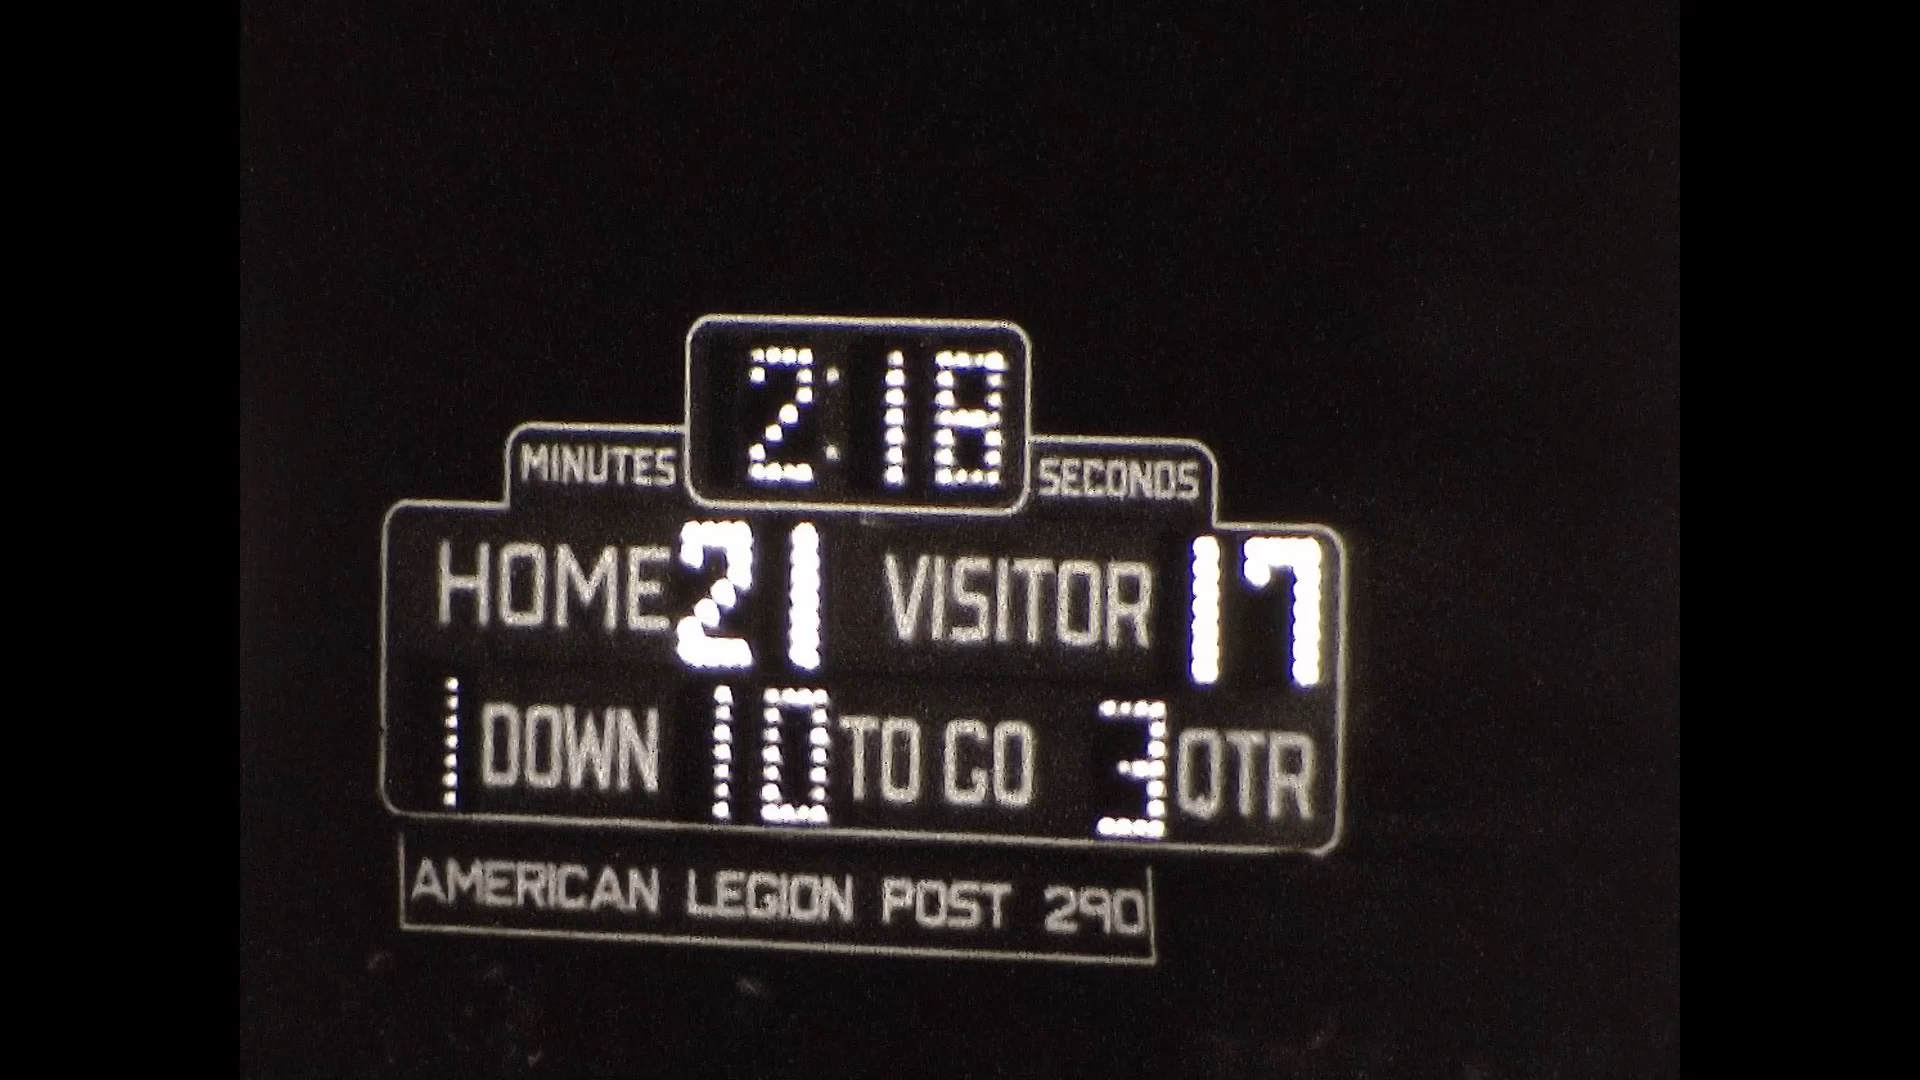 2:18
MINUTES SECONDS
HOME 21 VISITOR 17
1 DOWN 10 TO GO 3 QTR
AMERICAN LEGION POST 290